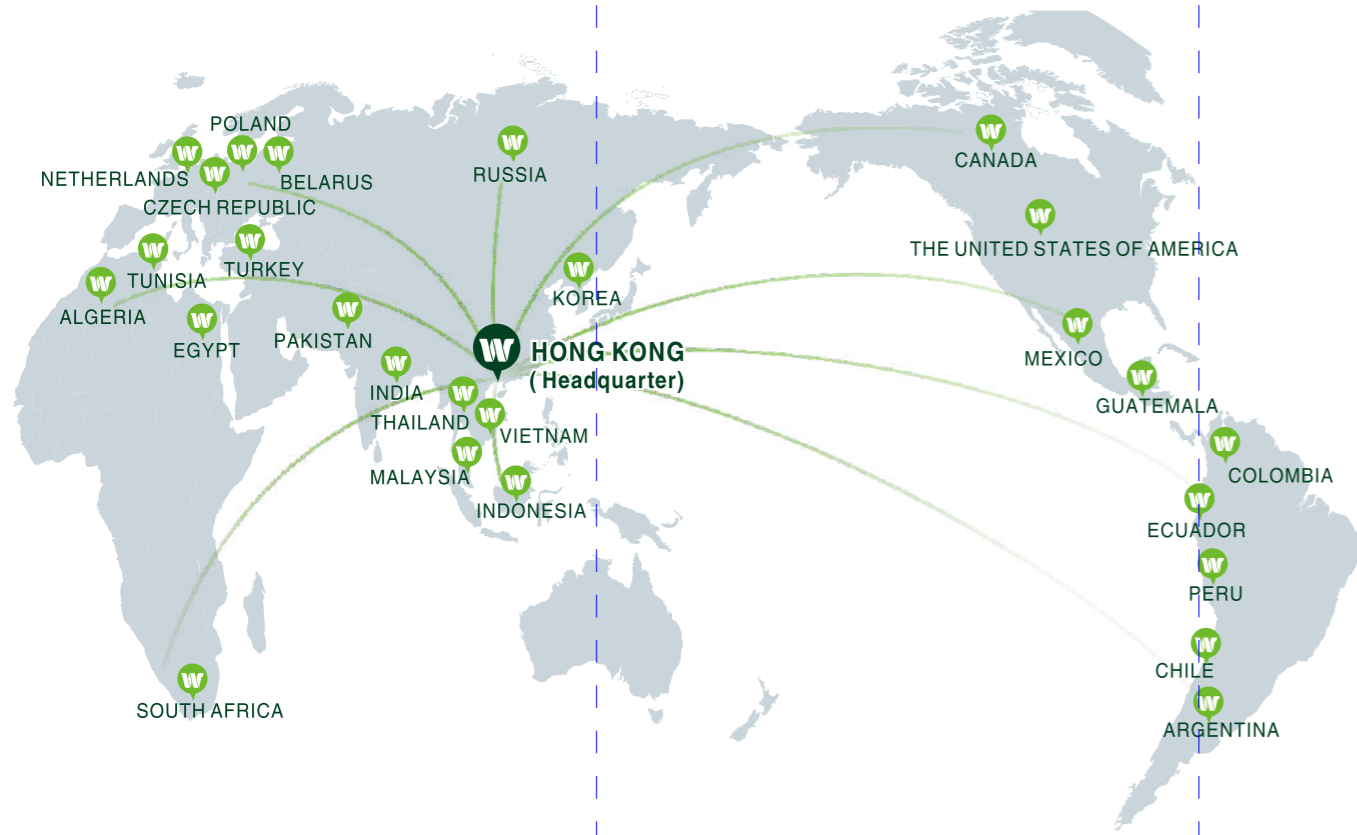 POLAND
NETHERLANDS
BELARUS
CZECH REPUBLIC
RUSSIA
CANADA
TUNISIA
TURKEY
THE UNITED STATES OF AMERICA
ALGERIA
KOREA
EGYPT
PAKISTAN
HONG KONG
(Headquarter)
MEXICO
INDIA
GUATEMALA
THAILAND
VIETNAM
MALAYSIA
COLOMBIA
INDONESIA
ECUADOR
PERU
CHILE
SOUTH AFRICA
ARGENTINA